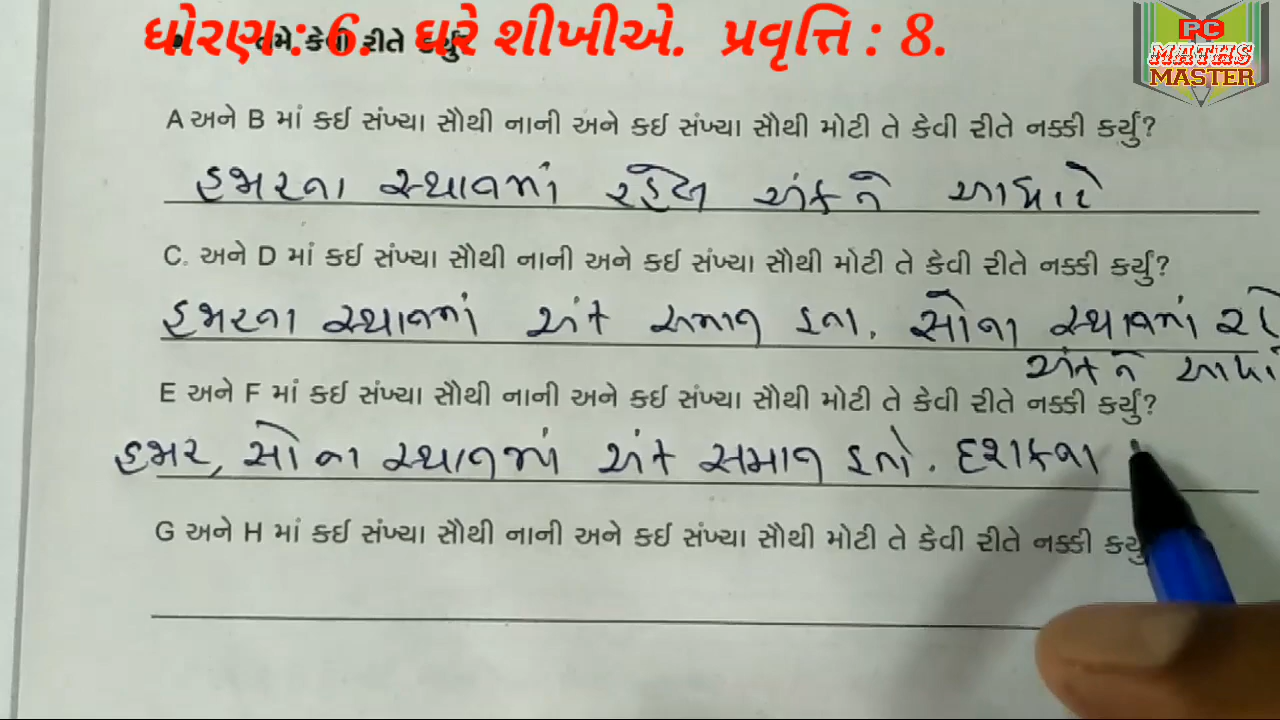 ધોરણ : 6. ઘરે શીખીએ. પ્રવૃત્તિ : 8.
કેવી રીતે કર્યું
PC
MATHS
MASTER
A અને B માં કઈ સંખ્યા સૌથી નાની અને કઈ સંખ્યા સૌથી મોટી તે કેવી રીતે નક્કી કર્યું?
હજારના સ્થાનમાં રહેલ અંકને આધારે
C. અને D માં કઈ સંખ્યા સૌથી નાની અને કઈ સંખ્યા સૌથી મોટી તે કેવી રીતે નક્કી કર્યું?
હજારના સ્થાનમાં અંક સમાન હતા. સોના સ્થાનમાં
અંકને
E અને F માં કઈ સંખ્યા સૌથી નાની અને કઈ સંખ્યા સૌથી મોટી તે કેવી રીતે નક્કી કર્યું?
હજાર, સોના સ્થાનમાં અંક સમાન હતો. દશકના
G અને H માં કઈ સંખ્યા સૌથી નાની અને કઈ સંખ્યા સૌથી મોટી તે કેવી રીતે નક્કી